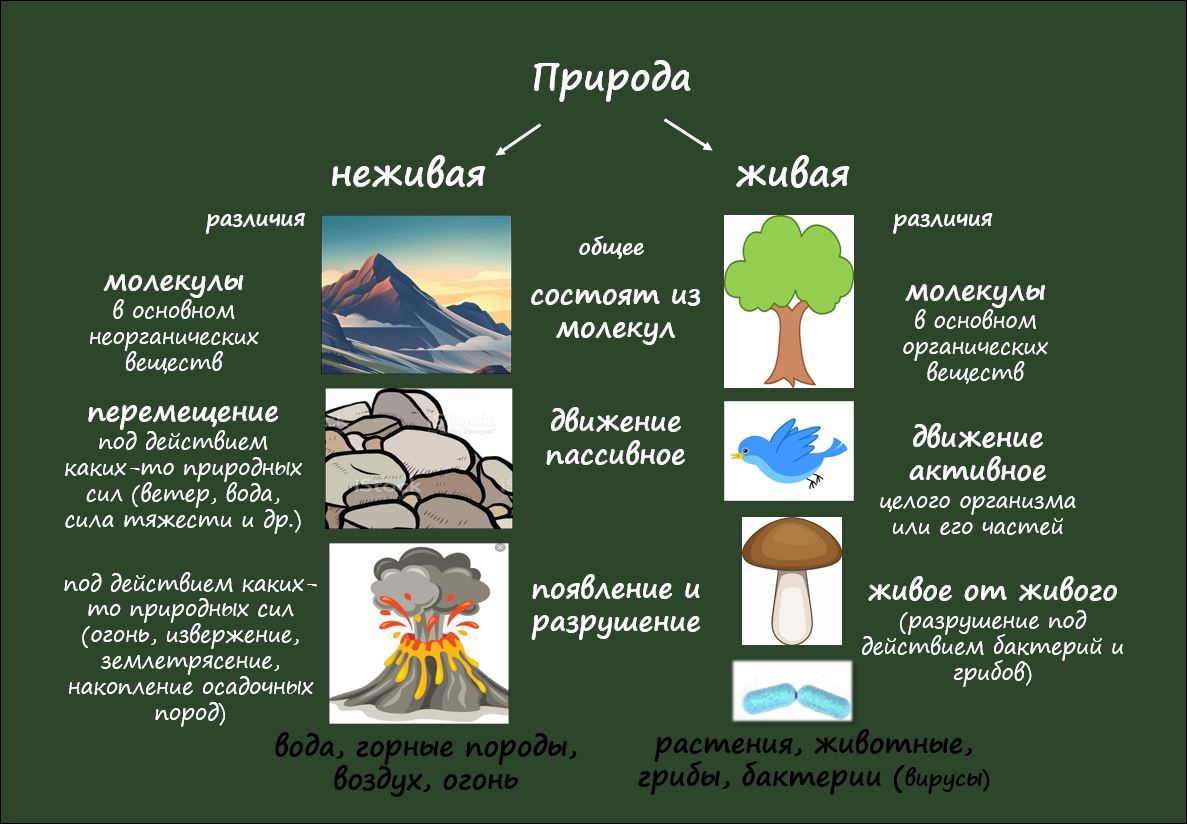 Природа
неживая
живая
различия
общее
различия
молекулы
в основном
неорганических
веществ
состоят из
молекул
молекулы
в основном
органических
веществ
перемещение
под действием
каких-то природных
сил (ветер, вода,
сила тяжести и др.)
движение
пассивное
движение
активное
целого организма
или его частей
под действием каких-
то природных сил
(огонь, извержение,
землетрясение,
накопление осадочных
пород)
появление и
разрушение
живое от живого
(разрушение под
действием бактерий и
грибов)
вода, горные породы,
воздух, огонь
растения, животные,
грибы, бактерии (вирусы)